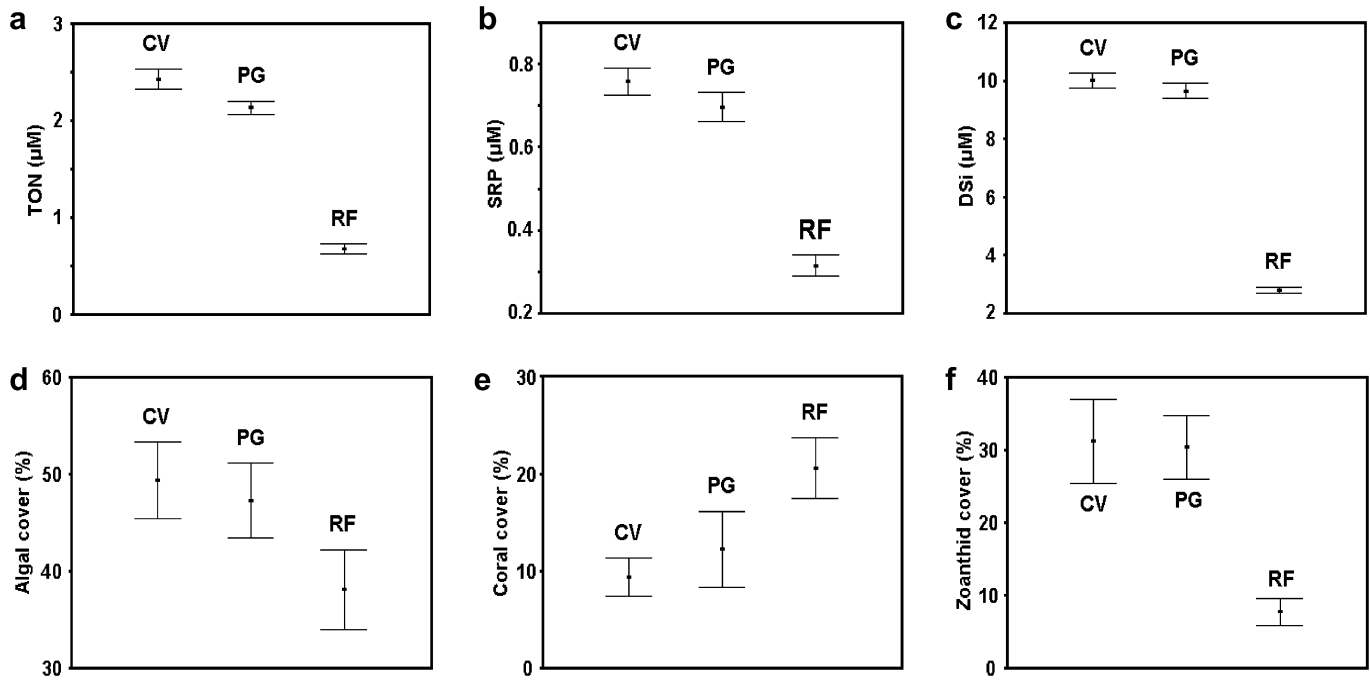 a
TON (µM)
3
2
1
0
CV
PG
RF
b
SRP (µM)
0.8
0.6
0.4
0.2
CV
PG
RF
c
DSi (µM)
12
10
8
6
4
2
CV
PG
RF
d
Algal cover (%)
60
50
40
30
CV
PG
RF
e
Coral cover (%)
30
20
10
0
CV
PG
RF
f
Zoanthid cover (%)
40
30
20
10
0
CV
PG
RF